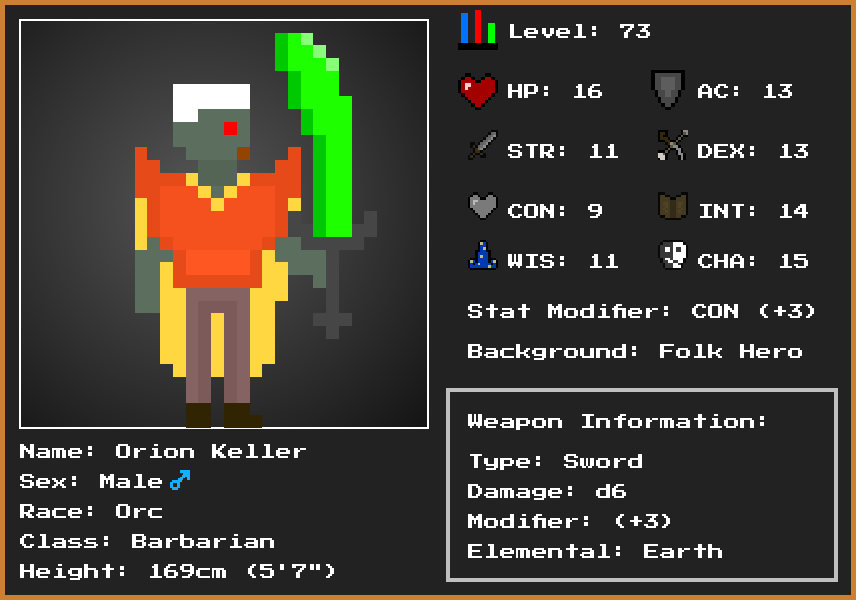 Level: 73
HP: 16 AC: 13
STR: 11 DEX: 13
CON: 9 INT: 14
WIS: 11 CHA: 15
Stat Modifier: CON (+3)
Background: Folk Hero
Weapon Information:
Type: Sword
Damage: d6
Modifier: (+3)
Elemental: Earth
Name: Orion Keller
Sex: Male♂
Race: Orc
Class: Barbarian
Height: 169cm (5'7")